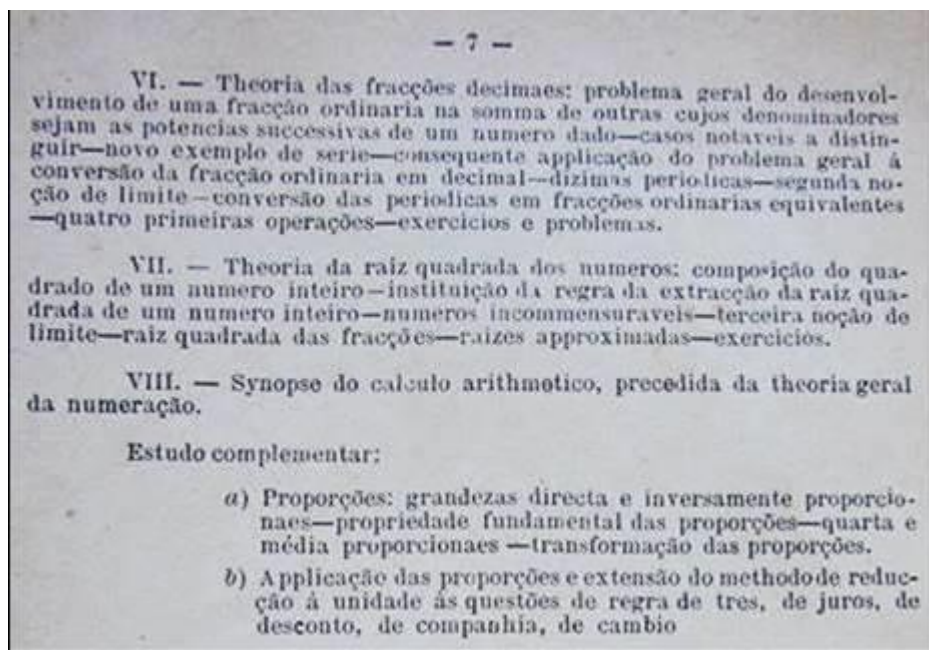 — 7 —
VI. — Theoria das fracções decimaes: problema geral do desenvol-
vimento de uma fracção ordinaria na somma de outras cujos denominadores
sejam as potencias successivas de um numero dado—casos notaveis a distin-
guir—novo exemplo de serie—consequente applicação do problema geral á
conversão da fracção ordinaria em decimal—dizimas periodicas—segunda no-
ção de limite—conversão das periodicas em fracções ordinarias equivalentes
—quatro primeiras operações—exercicios e problemas.
VII. — Theoria da raiz quadrada dos numeros: composição do qua-
drado de um numero inteiro—instituição da regra da extracção da raiz qua-
drada de um numero inteiro—numeros incommensuraveis—terceira noção de
limite—raiz quadrada das fracções—raizes approximadas—exercicios.
VIII. — Synopse do calculo arithmetico, precedida da theoria geral
da numeração.
Estudo complementar:
a) Proporções: grandezas directa e inversamente proporcio-
naes—propriedade fundamental das proporções—quarta e
média proporcionaes —transformação das proporções.
b) Applicação das proporções e extensão do methodo de reduc-
ção á unidade ás questões de regra de tres, de juros, de
desconto, de companhia, de cambio